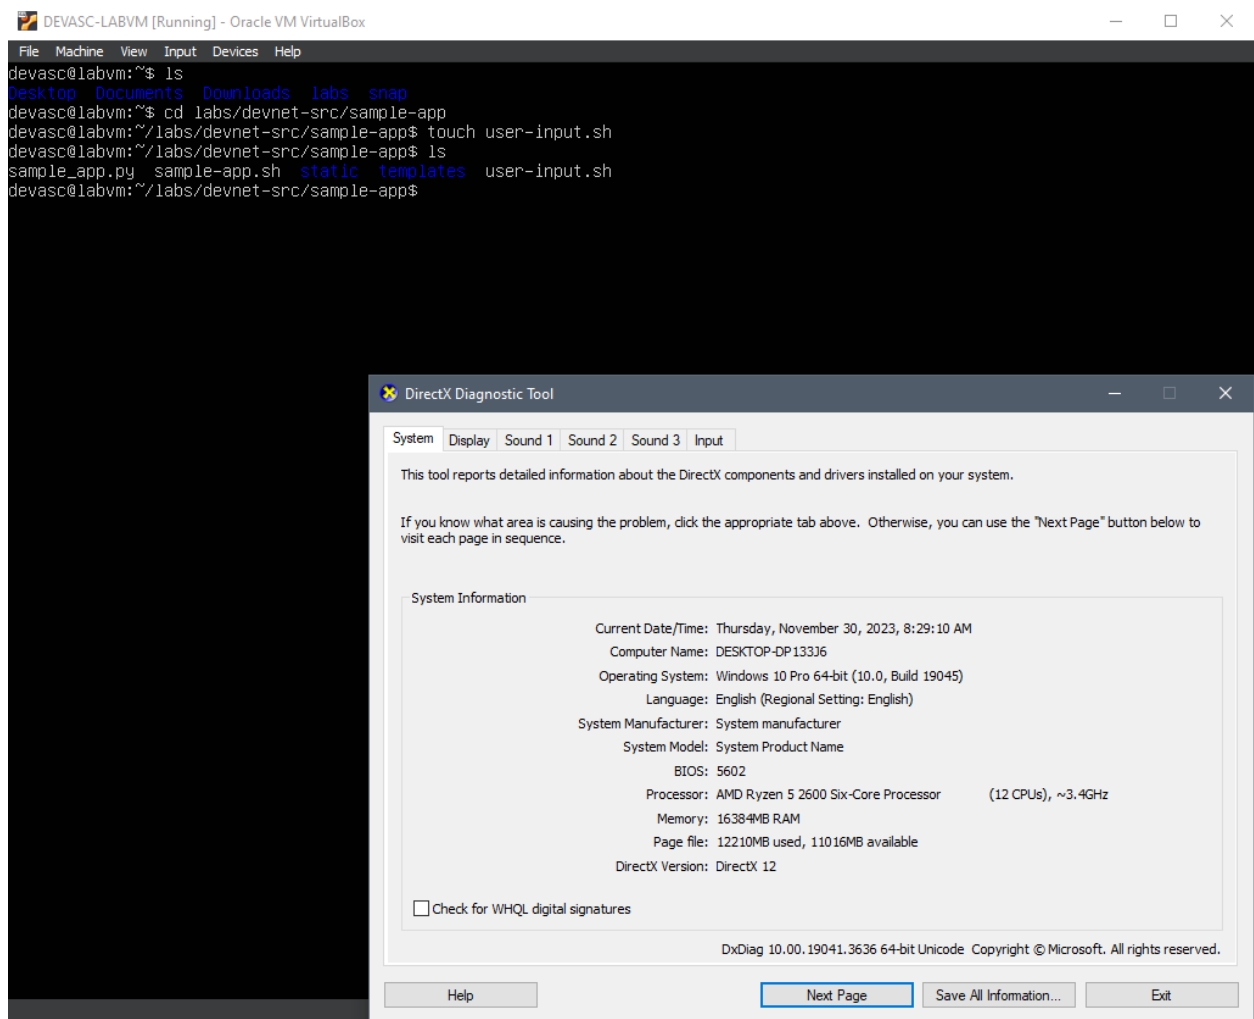 DEVASC-LABVM [Running] - Oracle VM VirtualBox
File Machine View Input Devices Help
devasc@labvm:~$ ls
Desktop Documents Downloads labs snap
devasc@labvm:~$ cd labs/devnet-src/sample-app
devasc@labvm:~/labs/devnet-src/sample-app$ touch user-input.sh
devasc@labvm:~/labs/devnet-src/sample-app$ ls
sample_app.py sample-app.sh static templates user-input.sh
devasc@labvm:~/labs/devnet-src/sample-app$
DirectX Diagnostic Tool
System Display Sound 1 Sound 2 Sound 3 Input
This tool reports detailed information about the DirectX components and drivers installed on your system.
If you know what area is causing the problem, click the appropriate tab above. Otherwise, you can use the "Next Page" button below to
visit each page in sequence.
System Information
Current Date/Time: Thursday, November 30, 2023, 8:29:10 AM
Computer Name: DESKTOP-DP133J6
Operating System: Windows 10 Pro 64-bit (10.0, Build 19045)
Language: English (Regional Setting: English)
System Manufacturer: System manufacturer
System Model: System Product Name
BIOS: 5602
Processor: AMD Ryzen 5 2600 Six-Core Processor (12 CPUs), ~3.4GHz
Memory: 16384MB RAM
Page file: 12210MB used, 11016MB available
DirectX Version: DirectX 12
Check for WHQL digital signatures
DxDiag 10.00.19041.3636 64-bit Unicode Copyright © Microsoft. All rights reserved.
Help Next Page Save All Information... Exit